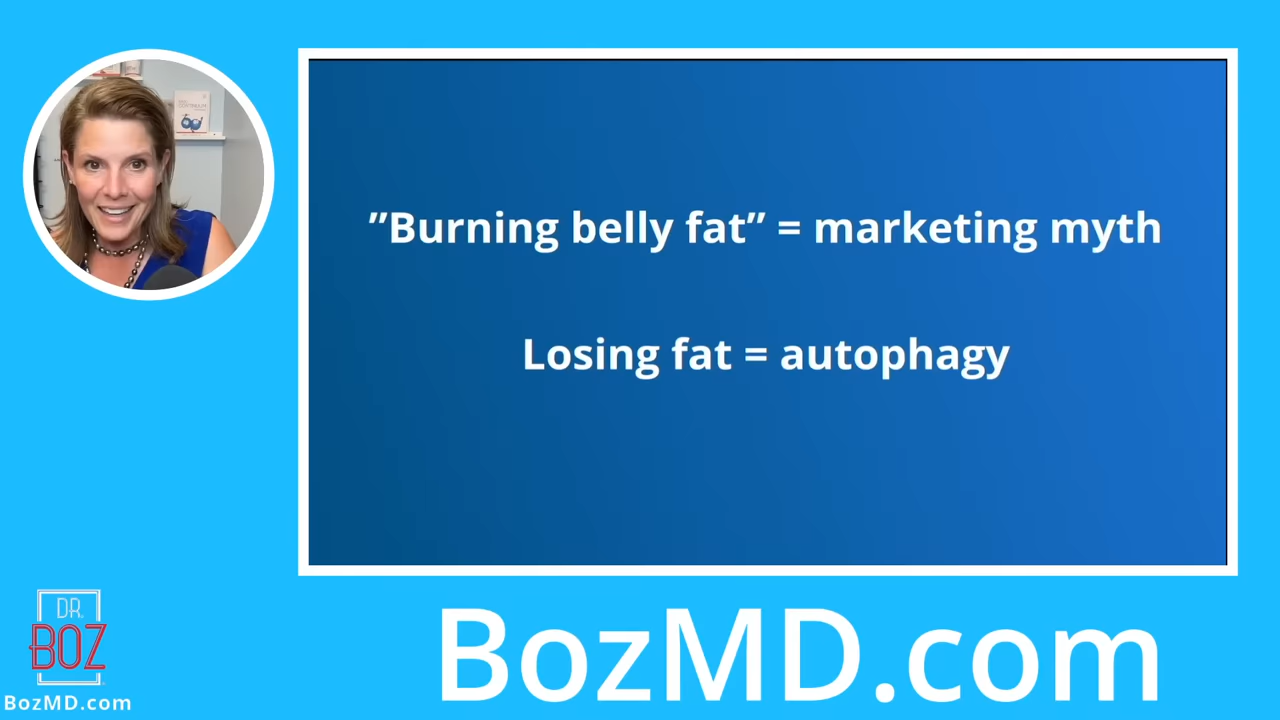 ”Burning belly fat” = marketing myth
Losing fat = autophagy
DR.
BOZ
BozMD.com
BozMD.com